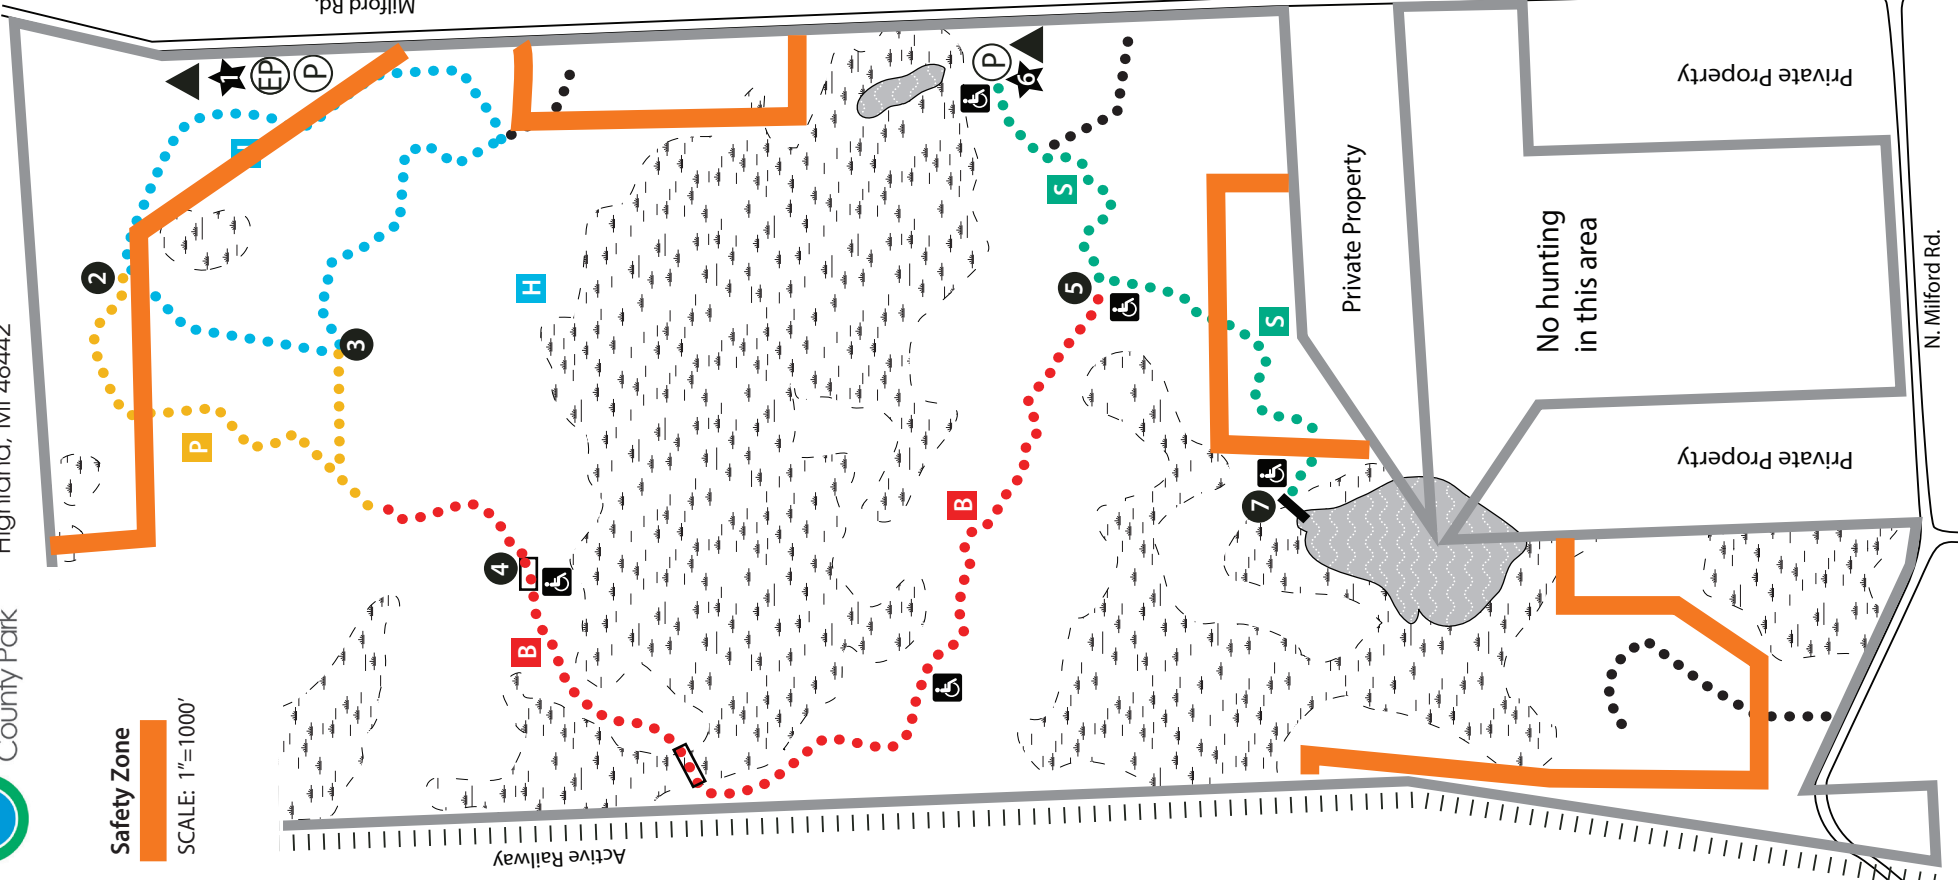 Highland, MI 48442
County Park
Safety Zone
SCALE: 1"=1000'
Milford Rd.
1
EP
P
2
H
3
P
H
4
B
B
P
6
S
5
S
7
Private Property
No hunting
in this area
Private Property
Private Property
N. Milford Rd.
Active Railway